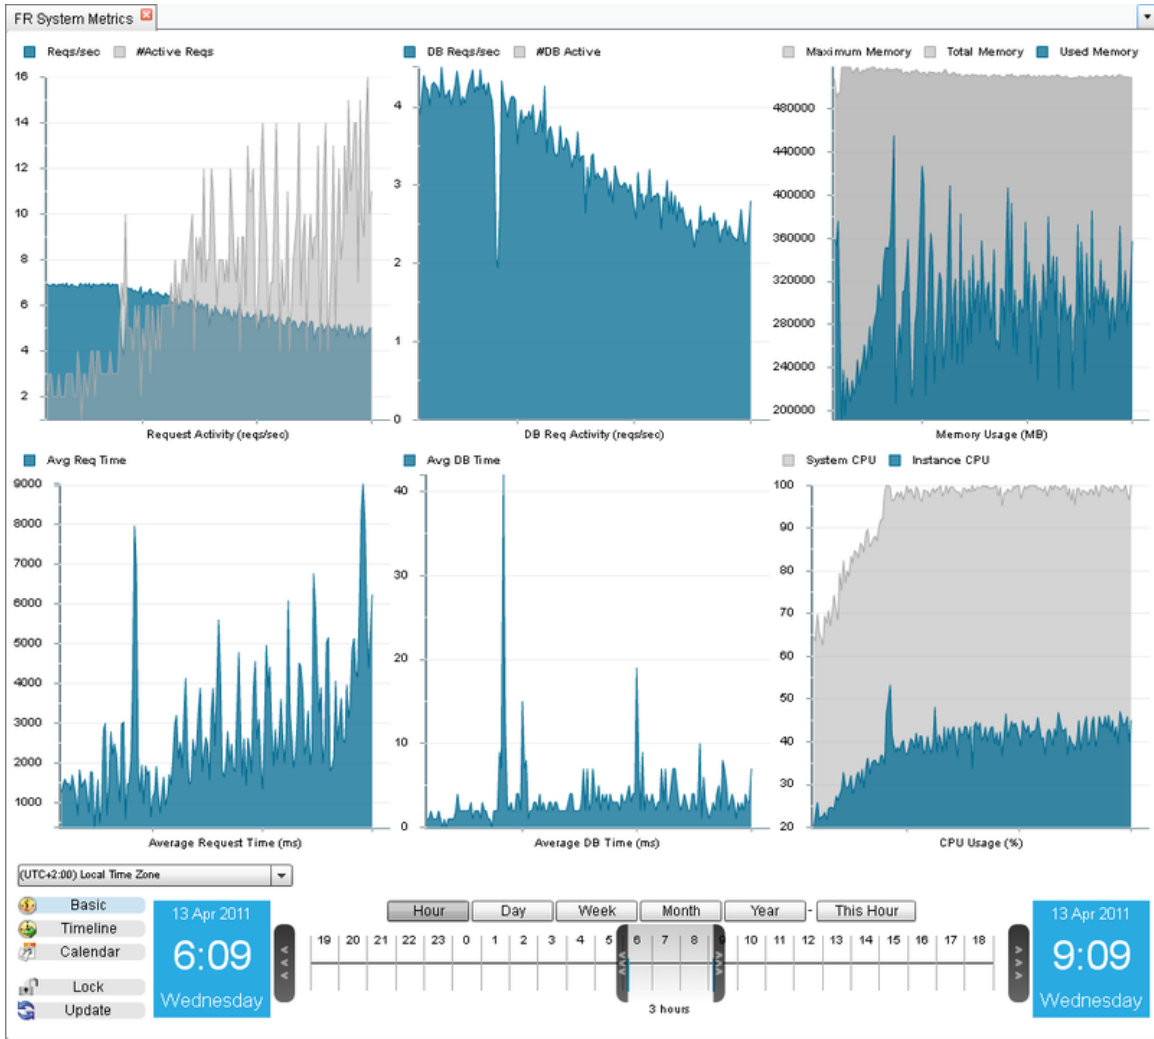 FR System Metrics
Reqs/sec #Active Reqs
16
14
12
10
8
6
4
2
Request Activity (reqs/sec)
DB Reqs/sec #DB Active
4
3
2
1
0
DB Req Activity (reqs/sec)
Maximum Memory Total Memory Used Memory
480000
440000
400000
360000
320000
280000
240000
200000
Memory Usage (MB)
Avg Req Time
9000
8000
7000
6000
5000
4000
3000
2000
1000
Average Request Time (ms)
Avg DB Time
40
30
20
10
0
Average DB Time (ms)
System CPU Instance CPU
100
90
80
70
60
50
40
30
20
CPU Usage (%)
(UTC+2:00) Local Time Zone
Basic
Timeline
Calendar
Lock
Update
13 Apr 2011
6:09
Wednesday
Hour Day Week Month Year - This Hour
19 20 21 22 23 0 1 2 3 4 5 6 7 8 9 10 11 12 13 14 15 16 17 18
3 hours
13 Apr 2011
9:09
Wednesday